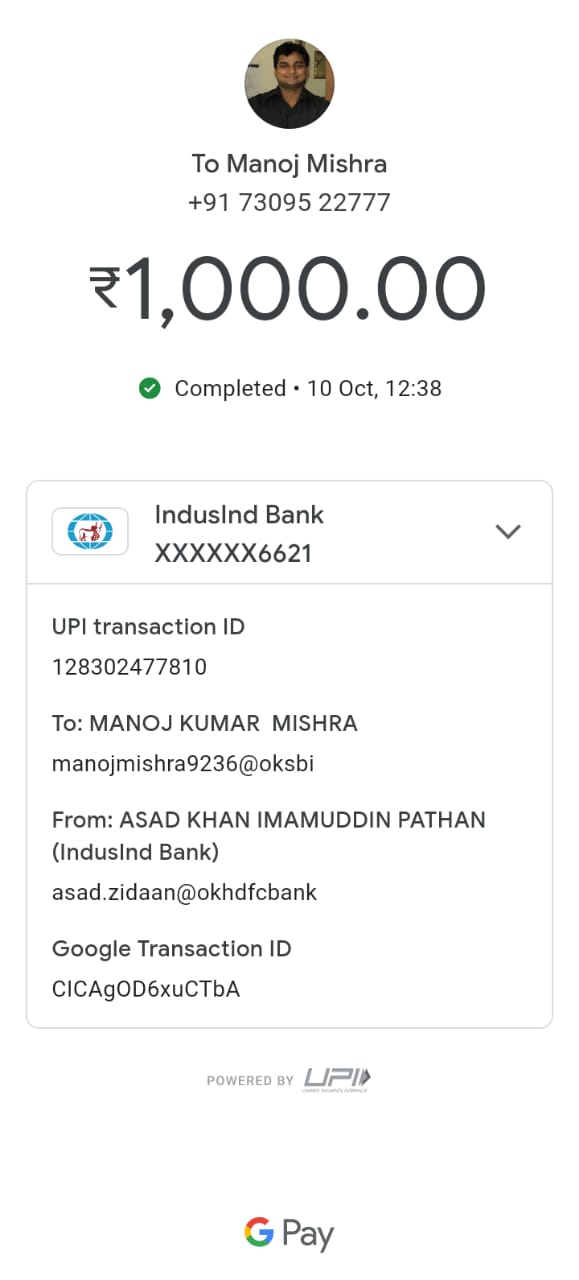 To Manoj Mishra
+91 73095 22777
₹1,000.00
Completed • 10 Oct, 12:38
IndusInd Bank
XXXXXX6621
UPI transaction ID
128302477810
To: MANOJ KUMAR  MISHRA
manojmishra9236@oksbi
From: ASAD KHAN IMAMUDDIN PATHAN
(IndusInd Bank)
asad.zidaan@okhdfcbank
Google Transaction ID
CICAgOD6xuCTbA
POWERED BY UPI
UNIFIED PAYMENTS INTERFACE
G Pay